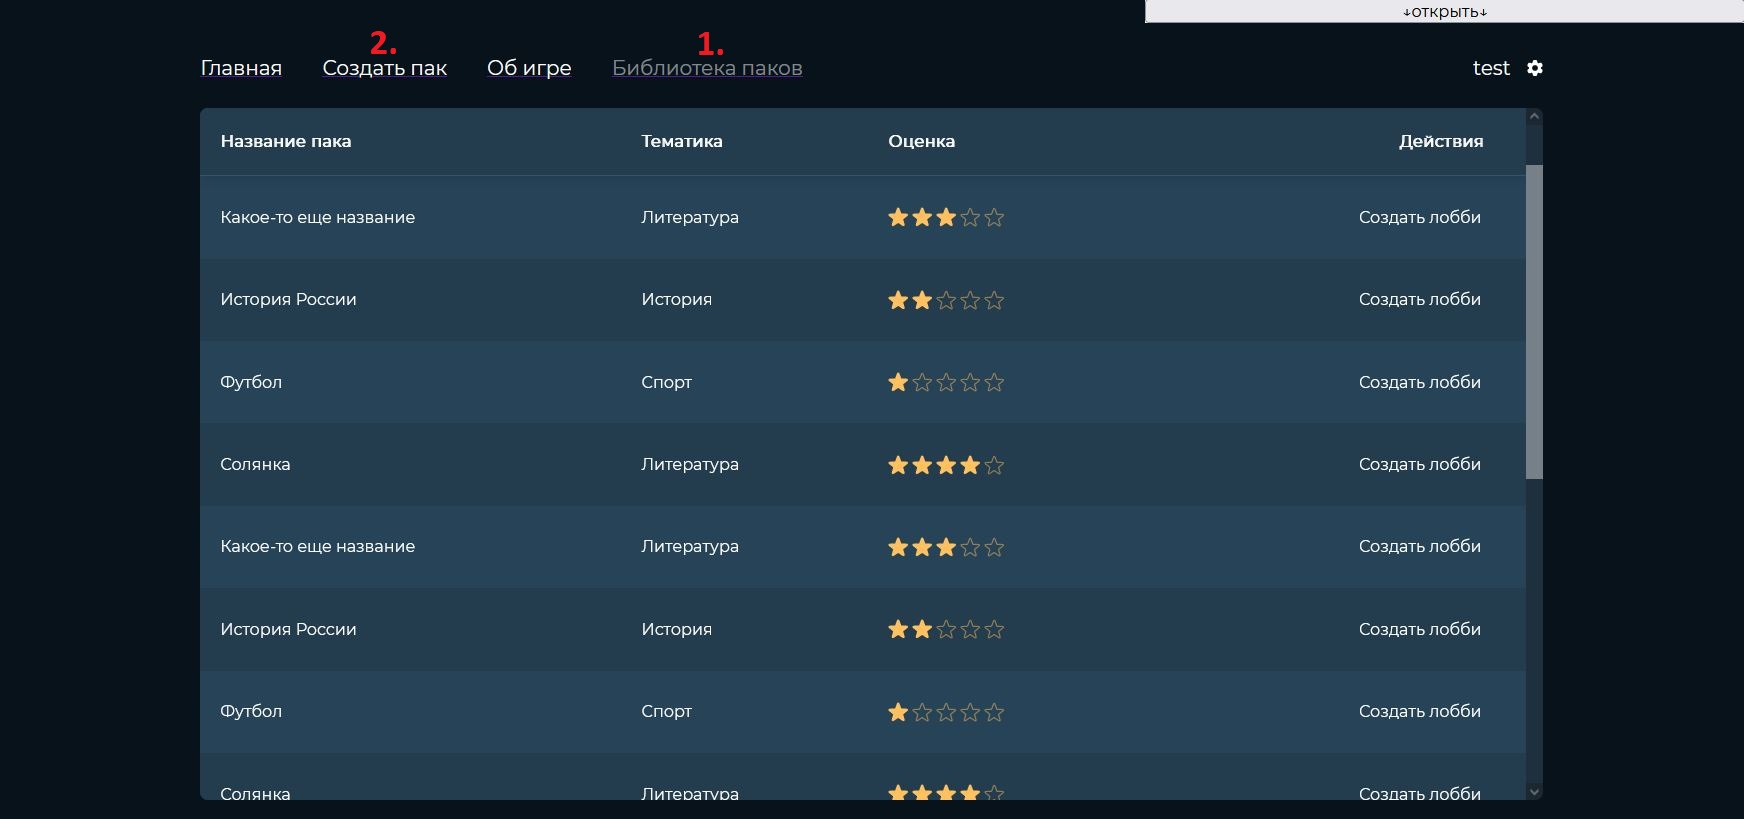 ↓открыть↓
2. 1.
Главная Создать пак Об игре Библиотека паков test
Название пака Тематика Оценка Действия
Какое-то еще название Литература Создать лобби
История России История Создать лобби
Футбол Спорт Создать лобби
Солянка Литература Создать лобби
Какое-то еще название Литература Создать лобби
История России История Создать лобби
Футбол Спорт Создать лобби
Солянка Литература Создать лобби